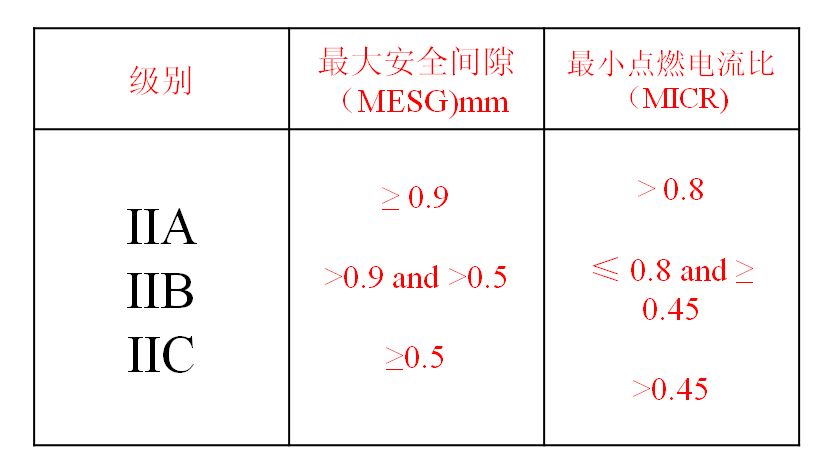 级别
最大安全间隙
（MESG)mm
最小点燃电流比
（MICR)
IIA
IIB
IIC
≥ 0.9
>0.9 and >0.5
≥0.5
> 0.8
≤ 0.8 and ≥
0.45
>0.45